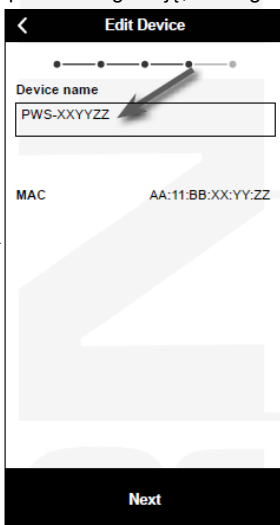 Edit Device
Device name
PWS-XXYYZZ
MAC AA:11:BB:XX:YY:ZZ
Next